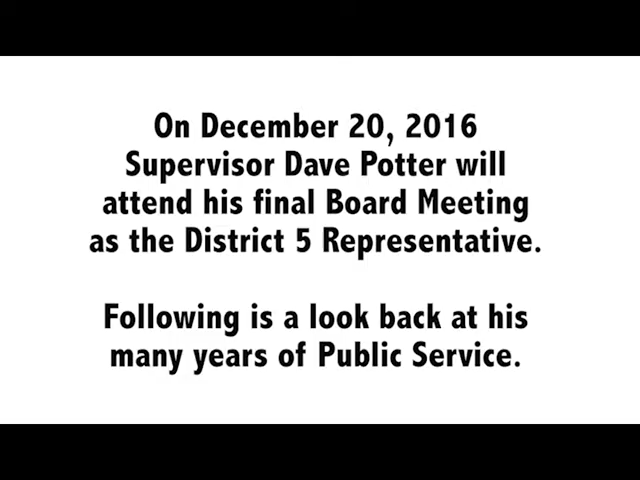 On December 20, 2016
Supervisor Dave Potter will
attend his final Board Meeting
as the District 5 Representative.
Following is a look back at his
many years of Public Service.